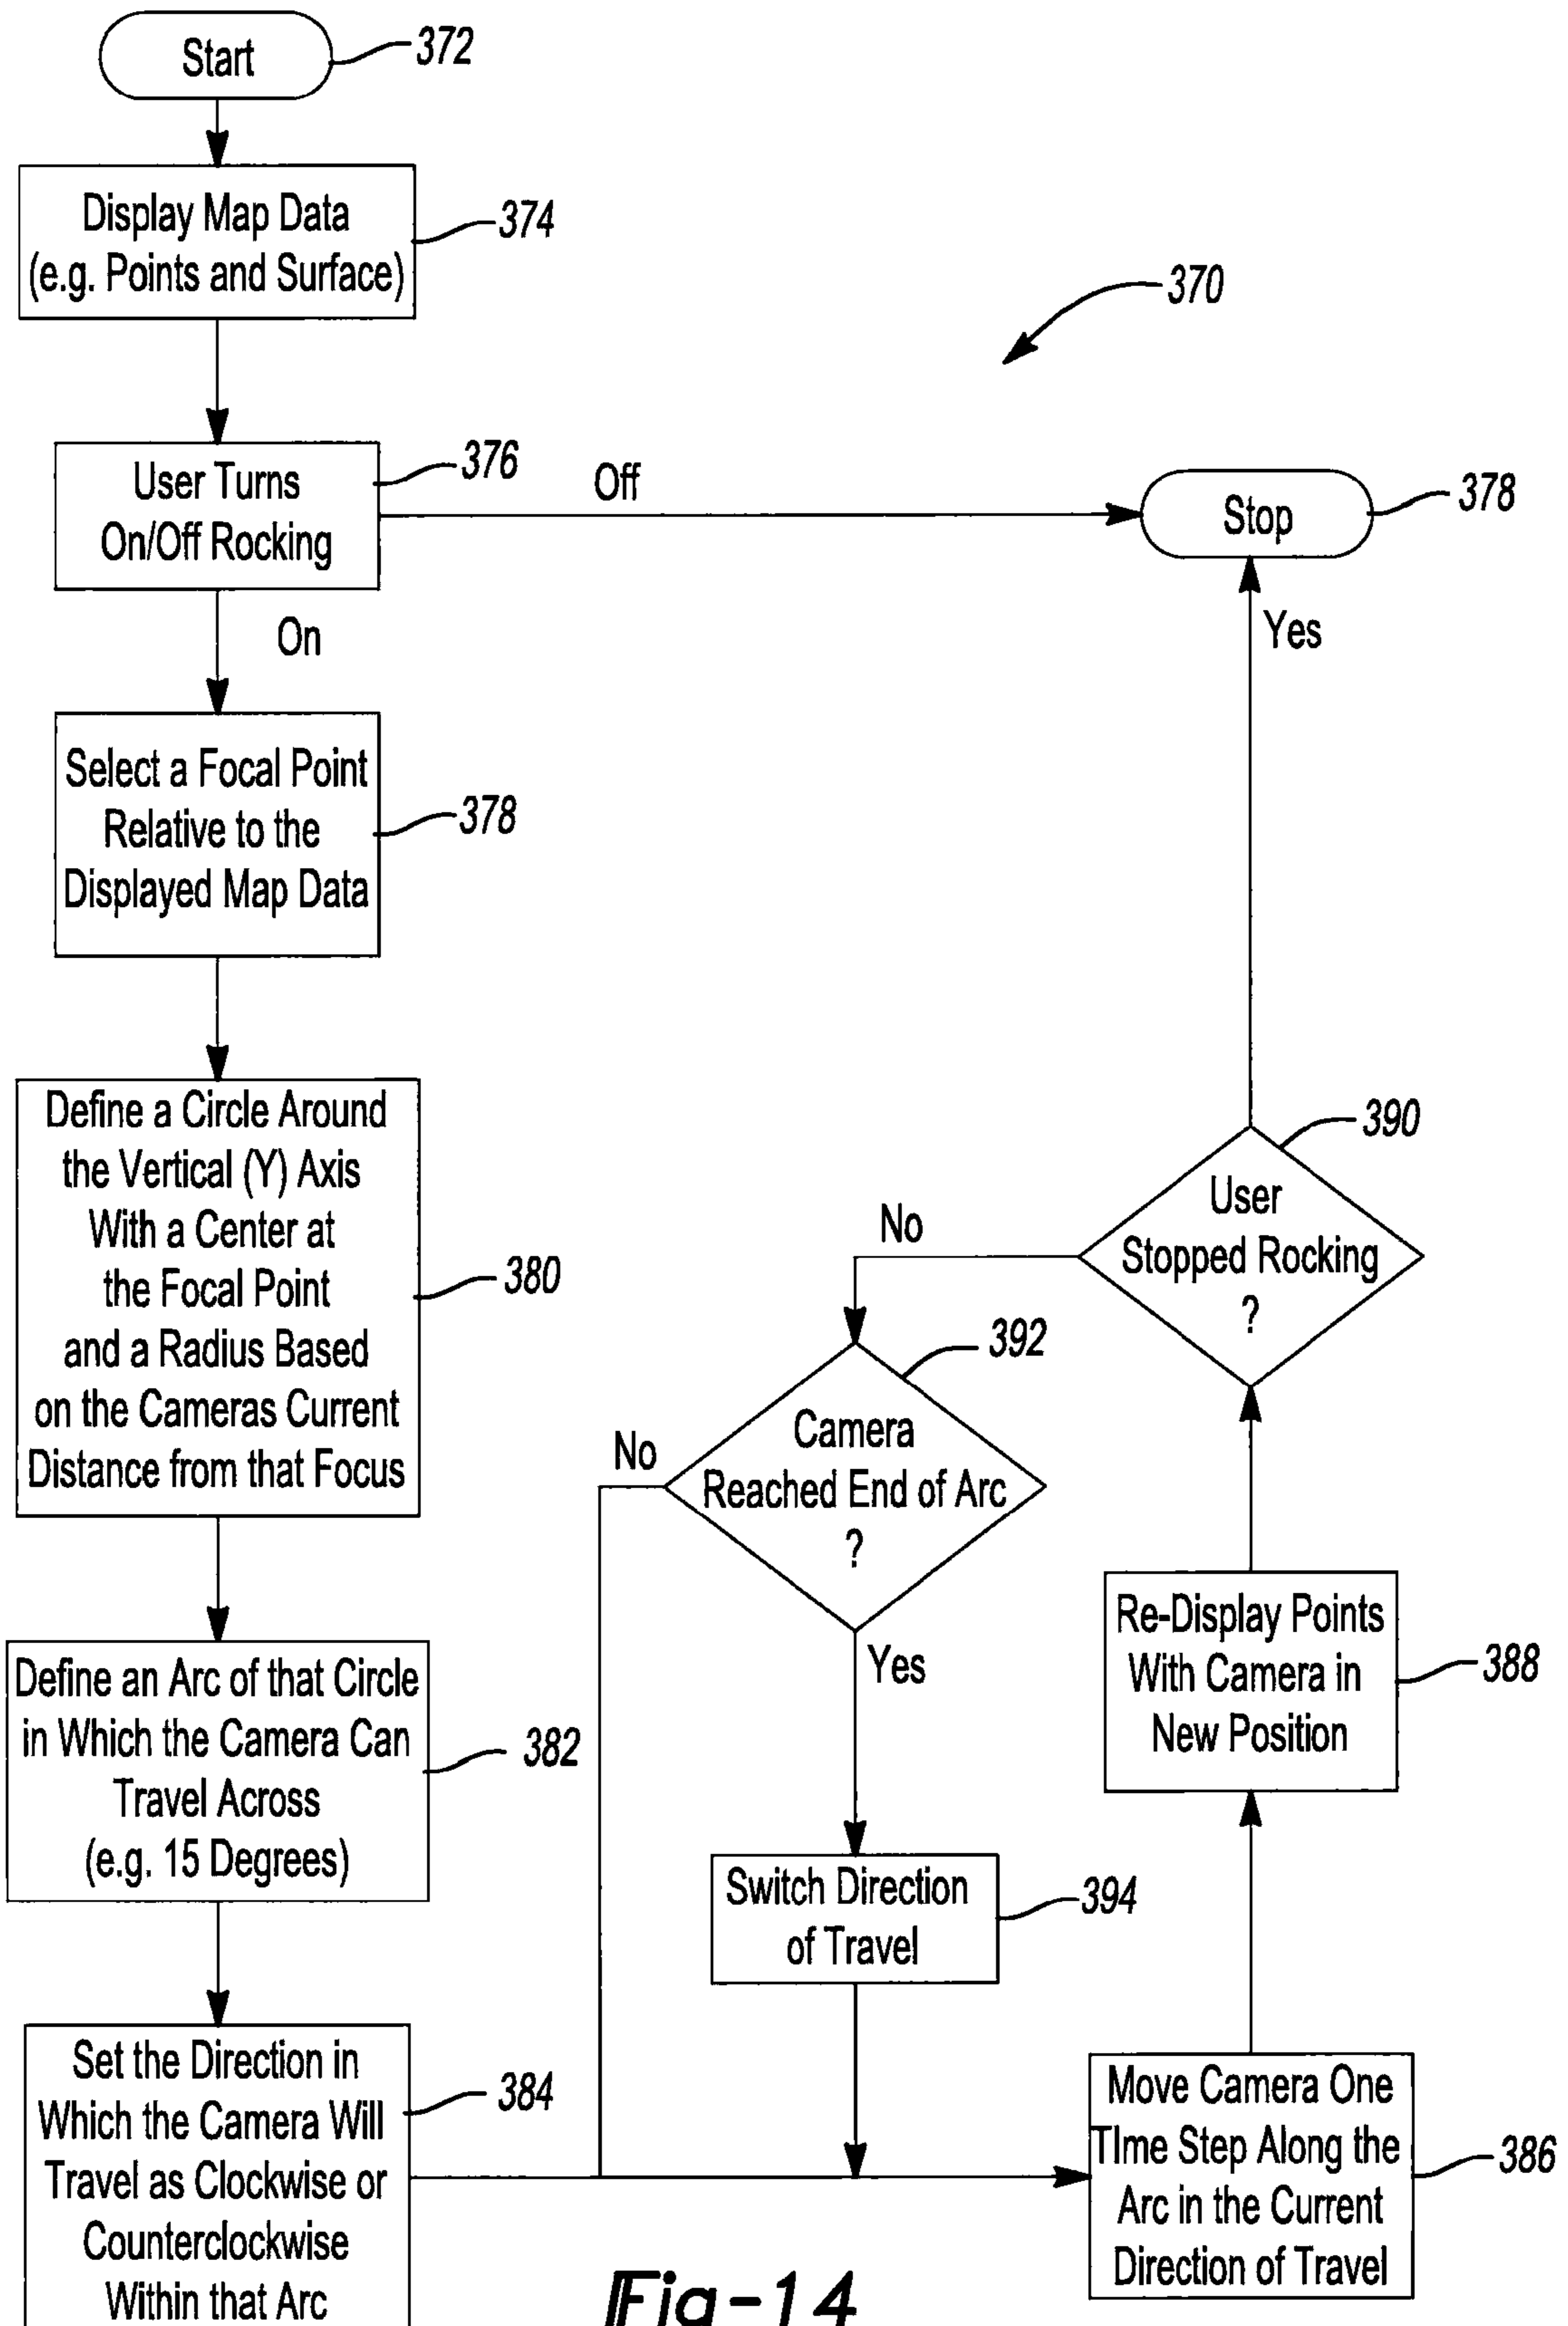 Start
372
Display Map Data
(e.g. Points and Surface)
374
370
User Turns
On/Off Rocking
376
Off
Stop
378
On
Yes
Select a Focal Point
Relative to the
Displayed Map Data
378
Define a Circle Around
the Vertical (Y) Axis
With a Center at
the Focal Point
and a Radius Based
on the Cameras Current
Distance from that Focus
380
User
Stopped Rocking
?
390
No
Camera
Reached End of Arc
?
392
No
Yes
Define an Arc of that Circle
in Which the Camera Can
Travel Across
(e.g. 15 Degrees)
382
Re-Display Points
With Camera in
New Position
388
Switch Direction
of Travel
394
Set the Direction in
Which the Camera Will
Travel as Clockwise or
Counterclockwise
Within that Arc
384
Move Camera One
TIme Step Along the
Arc in the Current
Direction of Travel
386
Fig-14